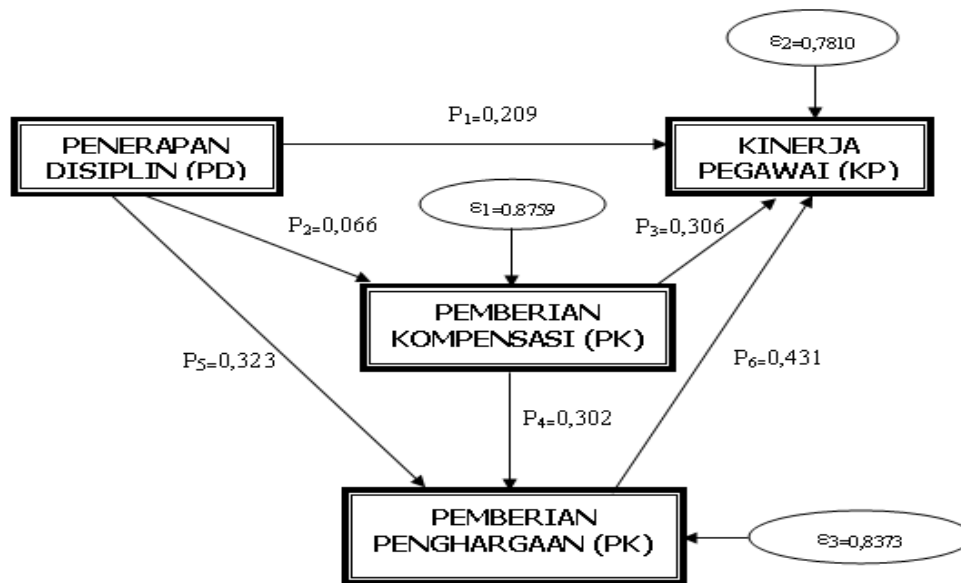 ε2=0,7810
P1=0,209
PENERAPAN
DISIPLIN (PD)
KINERJA
PEGAWAI (KP)
ε1=0.8759
P2=0,066
P3=0,306
PEMBERIAN
KOMPENSASI (PK)
P5=0,323
P6=0,431
P4=0,302
PEMBERIAN
PENGHARGAAN (PK)
ε3=0,8373